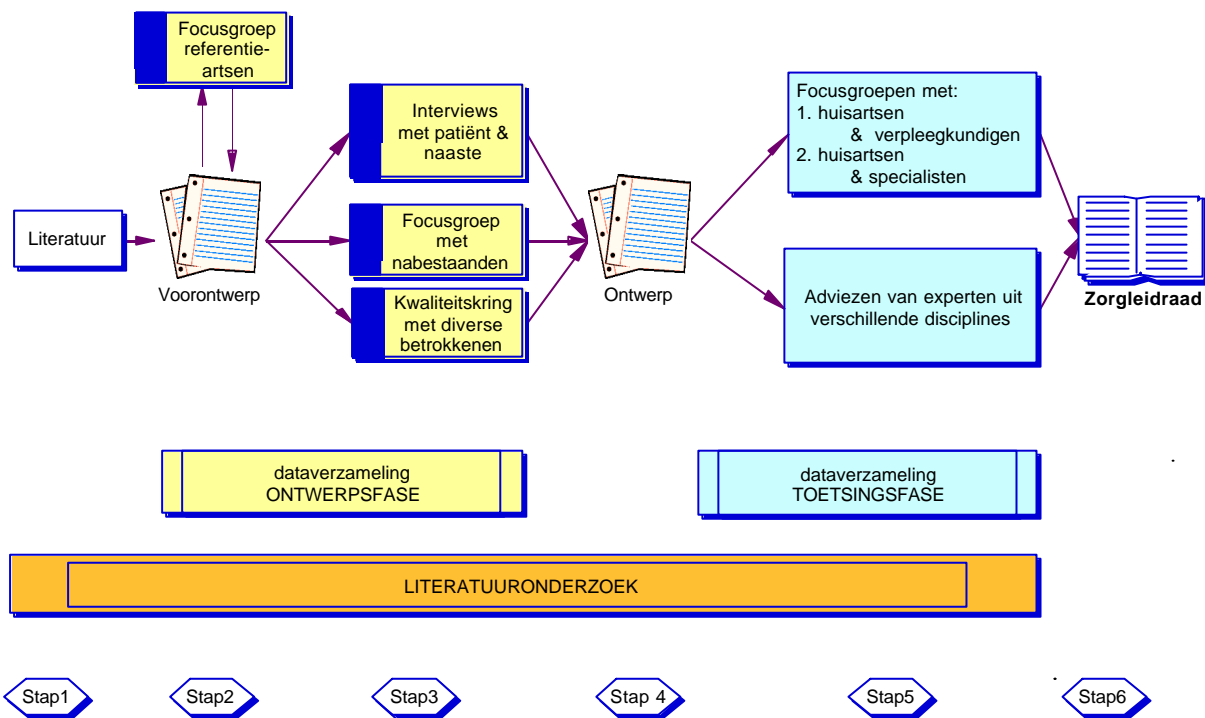 Focusgroep
referentie-
artsen
Literatuur
Voorontwerp
Interviews
met patiënt &
naaste
Focusgroep
met
nabestaanden
Kwaliteitskring
met diverse
betrokkenen
Ontwerp
Focusgroepen met:
1. huisartsen
& verpleegkundigen
2. huisartsen
& specialisten
Adviezen van experten uit
verschillende disciplines
Zorgleidraad
dataverzameling
ONTWERPSFASE
dataverzameling
TOETSINGSFASE
LITERATUURONDERZOEK
Stap1
Stap2
Stap3
Stap 4
Stap5
Stap6